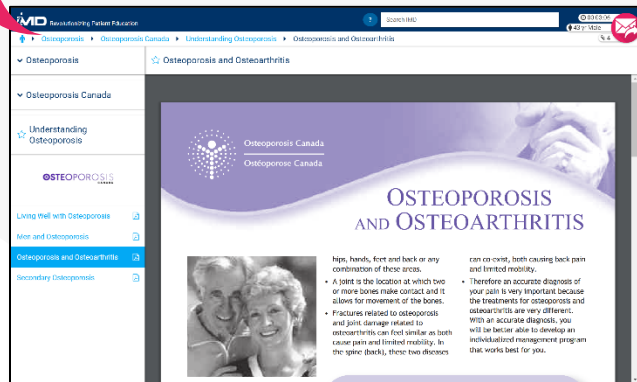 iMD Revolutionizing Patient Education
? Search iMD
43 yr Male
Osteoporosis Osteoporosis Canada Understanding Osteoporosis Osteoporosis and Osteoarthritis
Osteoporosis
Osteoporosis and Osteoarthritis
Osteoporosis Canada
Understanding
Osteoporosis
OSTEOPOROSIS
CANADA
Living Well with Osteoporosis
Men and Osteoporosis
Osteoporosis and Osteoarthritis
Secondary Osteoporosis
Osteoporosis Canada
Ostéoporose Canada
OSTEOPOROSIS
AND OSTEOARTHRITIS
hips, hands, feet and back or any
combination of these areas.
• A joint is the location at which two
or more bones make contact and it
allows for movement of the bones.
• Fractures related to osteoporosis
and joint damage related to
osteoarthritis can feel similar as both
cause pain and limited mobility. In
the spine (back), these two diseases
can co-exist, both causing back pain
and limited mobility.
• Therefore an accurate diagnosis of
your pain is very important because
the treatments for osteoporosis and
osteoarthritis are very different.
With an accurate diagnosis, you
will be better able to develop an
individualized management program
that works best for you.